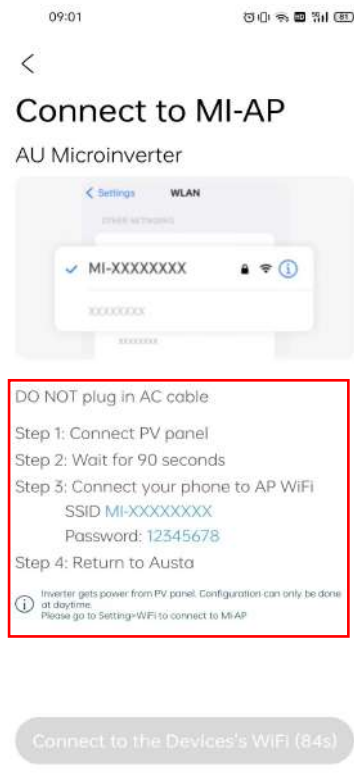 09:01
81
Connect to MI-AP
AU Microinverter
Settings WLAN
OTHER NETWORKS
MI-XXXXXXXX
XXXXXXXX
XXXXXXXX
DO NOT plug in AC cable
Step 1: Connect PV panel
Step 2: Wait for 90 seconds
Step 3: Connect your phone to AP WiFi
SSID MI-XXXXXXXX
Password: 12345678
Step 4: Return to Austa
Inverter gets power from PV panel. Configuration can only be done
at daytime.
Please go to Setting>WiFi to connect to MI-AP
Connect to the Devices's WiFi (84s)